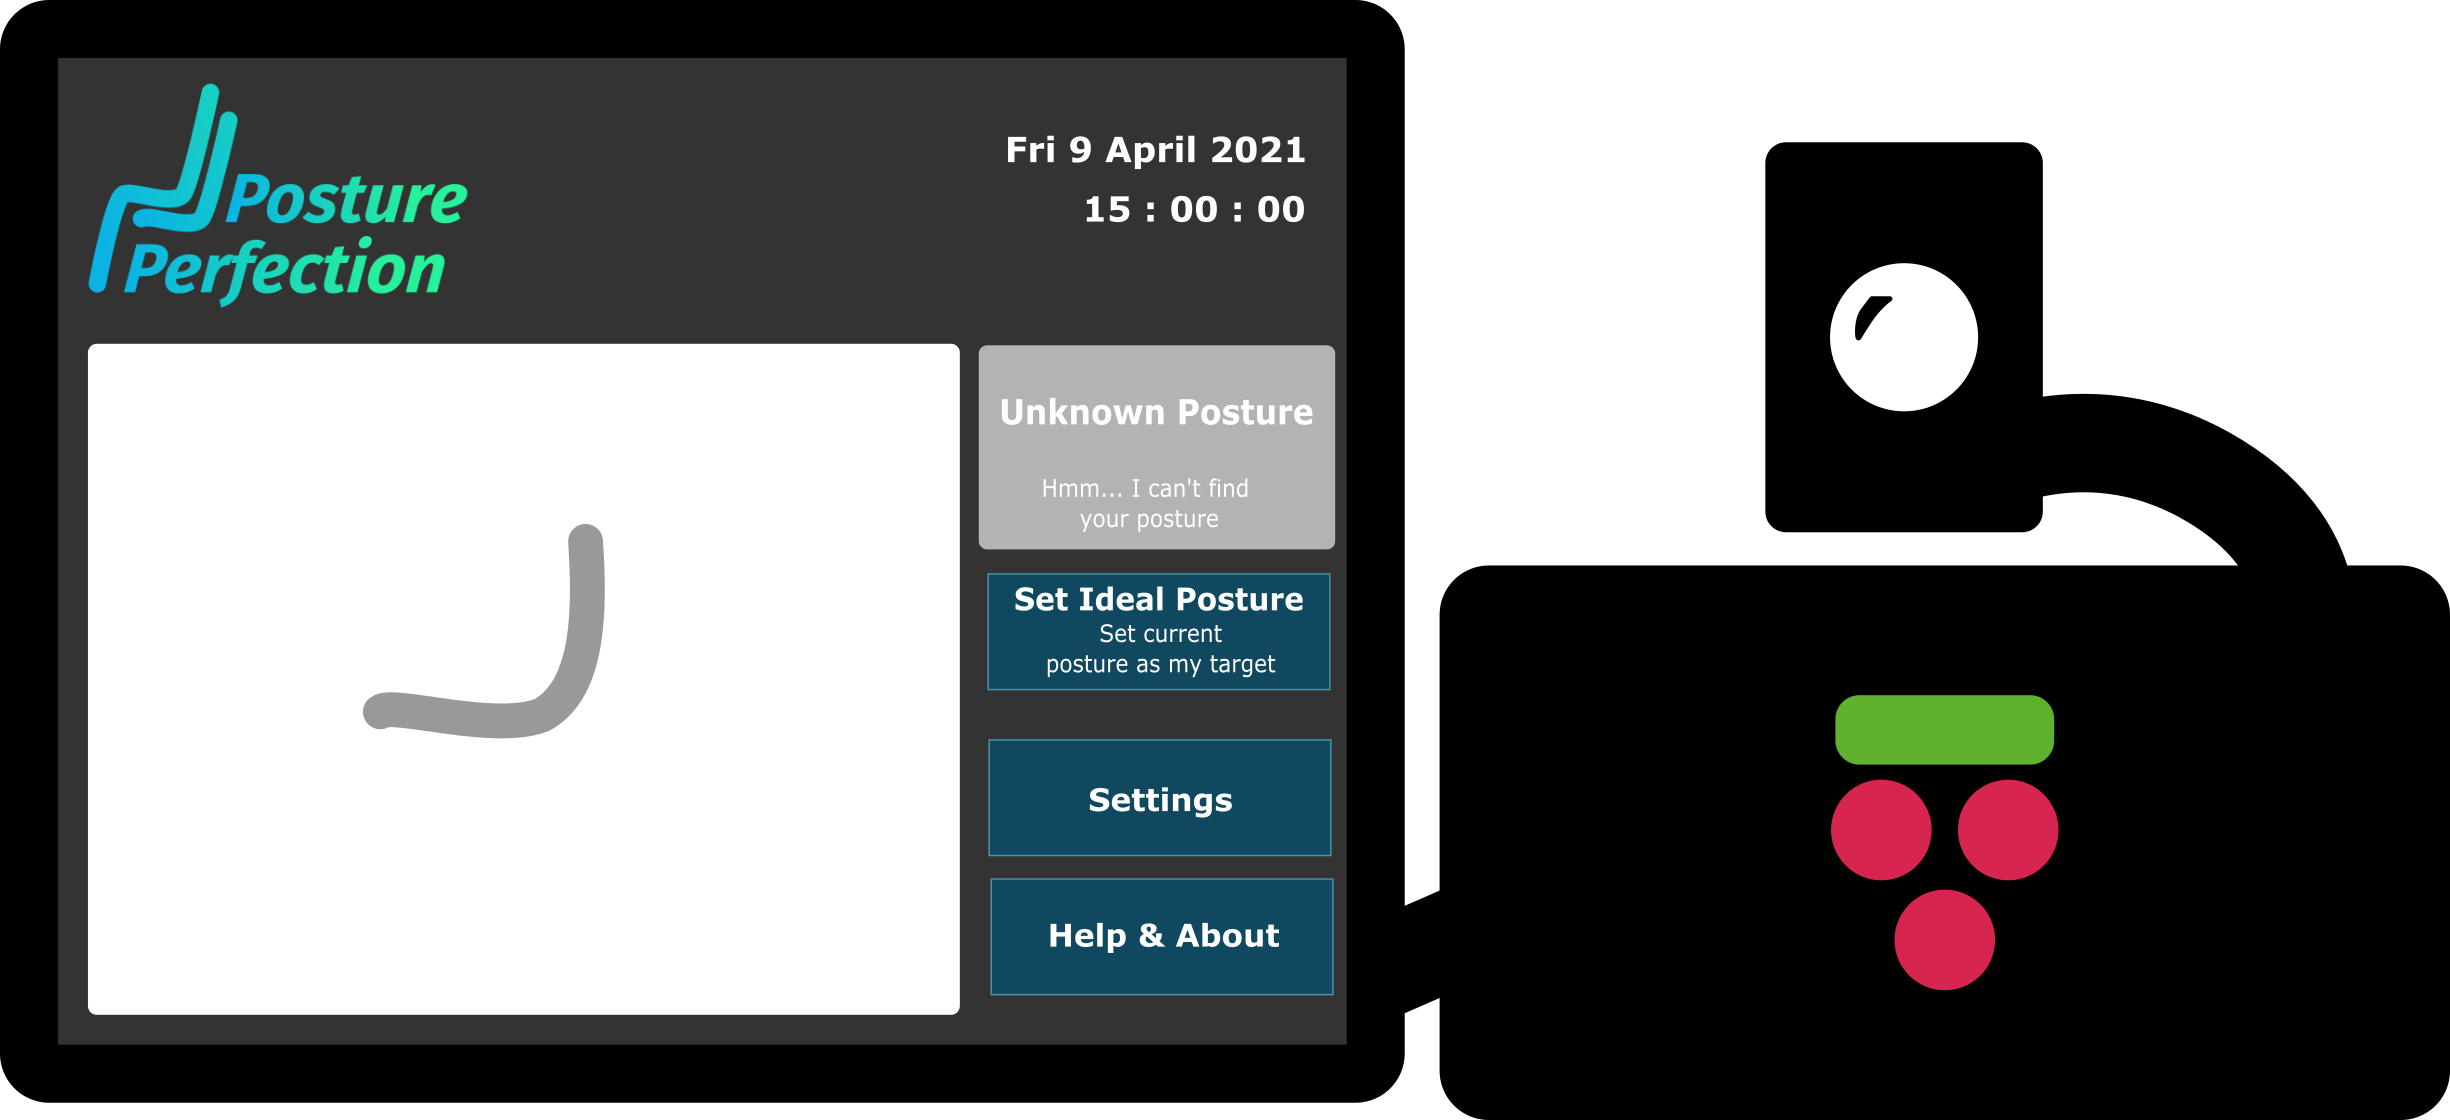 Posture
Perfection
Fri 9 April 2021
15 : 00 : 00
Unknown Posture
Hmm... I can't find
your posture
Set Ideal Posture
Set current
posture as my target
Settings
Help & About